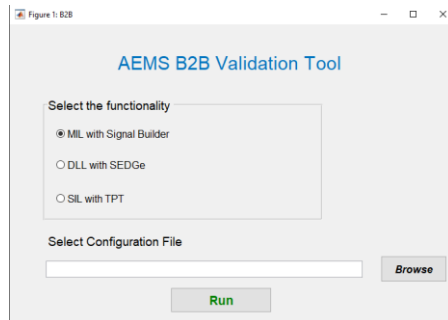 Figure 1: B2B
AEMS B2B Validation Tool
Select the functionality
MIL with Signal Builder
DLL with SEDGe
SIL with TPT
Select Configuration File
Browse
Run